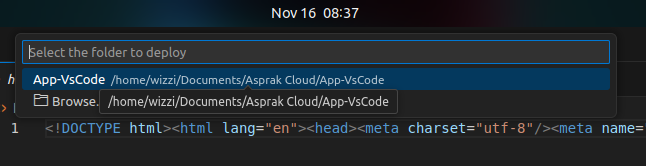 Nov 16 08:37
Select the folder to deploy
App-VsCode /home/wizzi/Documents/Asprak Cloud/App-VsCode
Browse.
/home/wizzi/Documents/Asprak Cloud/App-VsCode
1 <!DOCTYPE html><html lang="en"><head><meta charset="utf-8"/><meta name=